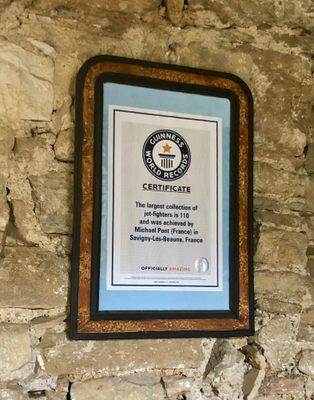 GUINNESS
WORLD
RECORDS
CERTIFICATE
The largest collection of
jet-fighters is 110
and was achieved by
Michael Pont (France) in
Savigny-Les-Beaune, France
OFFICIALLY AMAZING